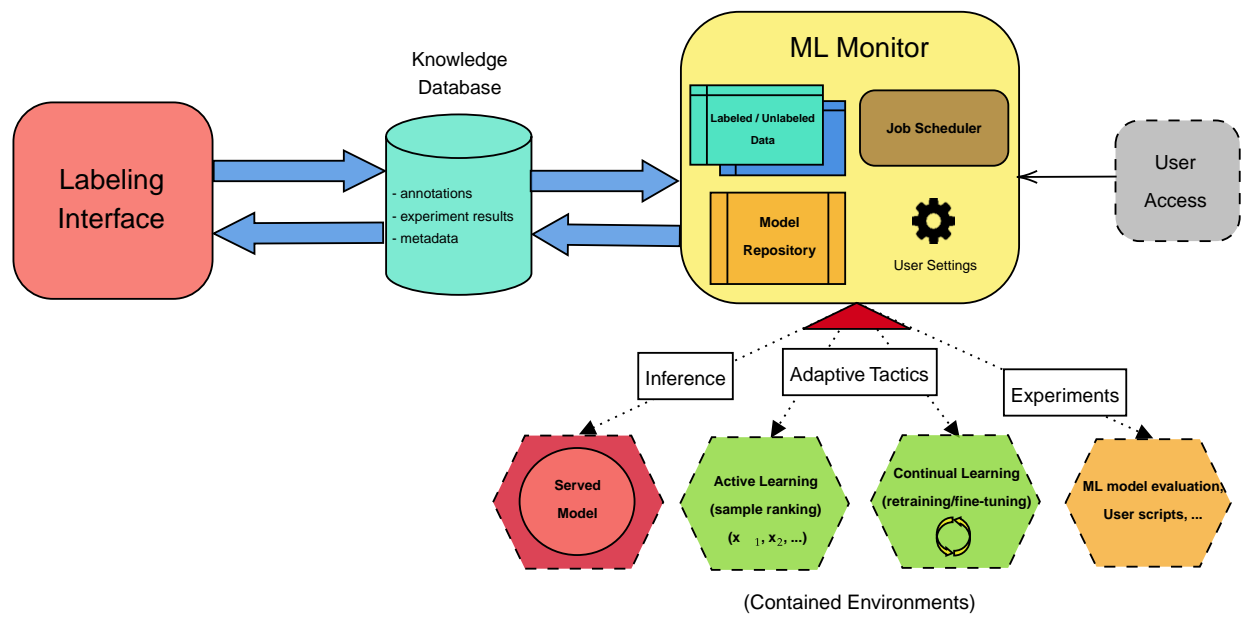 Labeling
Interface
Knowledge
Database
- annotations
- experiment results
- metadata
ML Monitor
Labeled / Unlabeled
Data
Job Scheduler
Model
Repository
User Settings
User
Access
Inference
Adaptive Tactics
Experiments
Served
Model
Active Learning
(sample ranking)
(x 1, x2, ...)
Continual Learning
(retraining/fine-tuning)
ML model evaluation,
User scripts, ...
(Contained Environments)